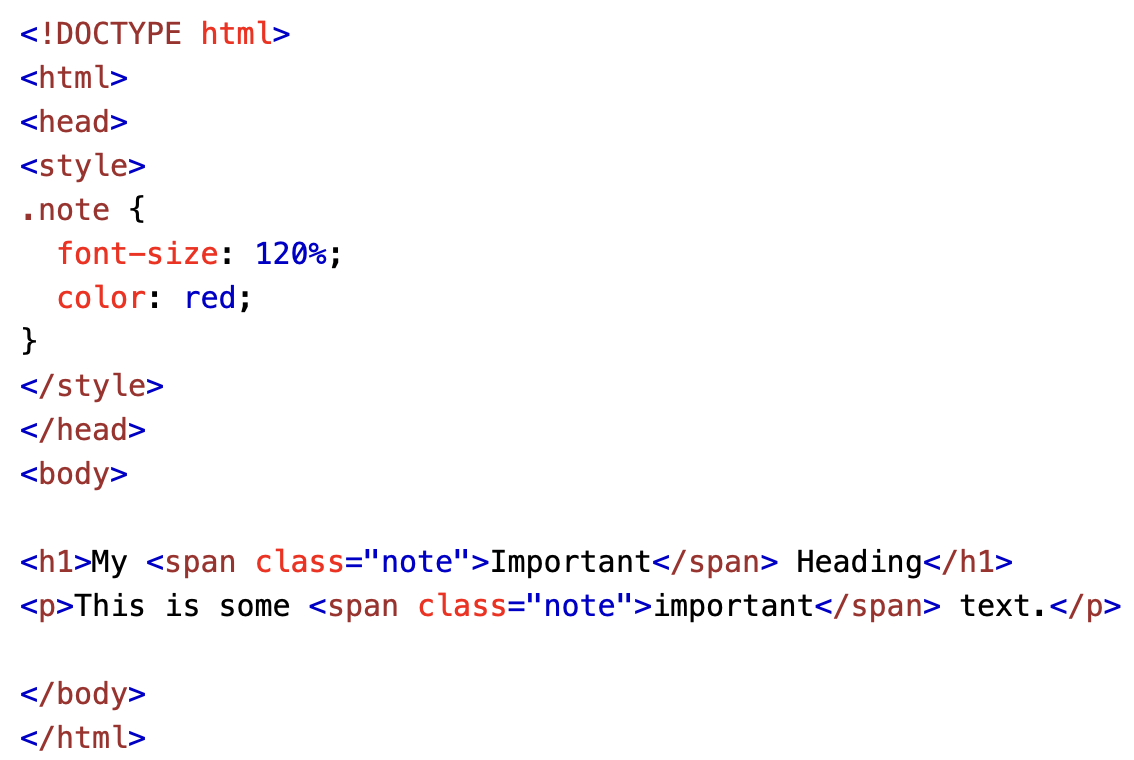 <!DOCTYPE html>
<html>
<head>
<style>
.note {
  font-size: 120%;
  color: red;
}
</style>
</head>
<body>

<h1>My <span class="note">Important</span> Heading</h1>
<p>This is some <span class="note">important</span> text.</p>

</body>
</html>